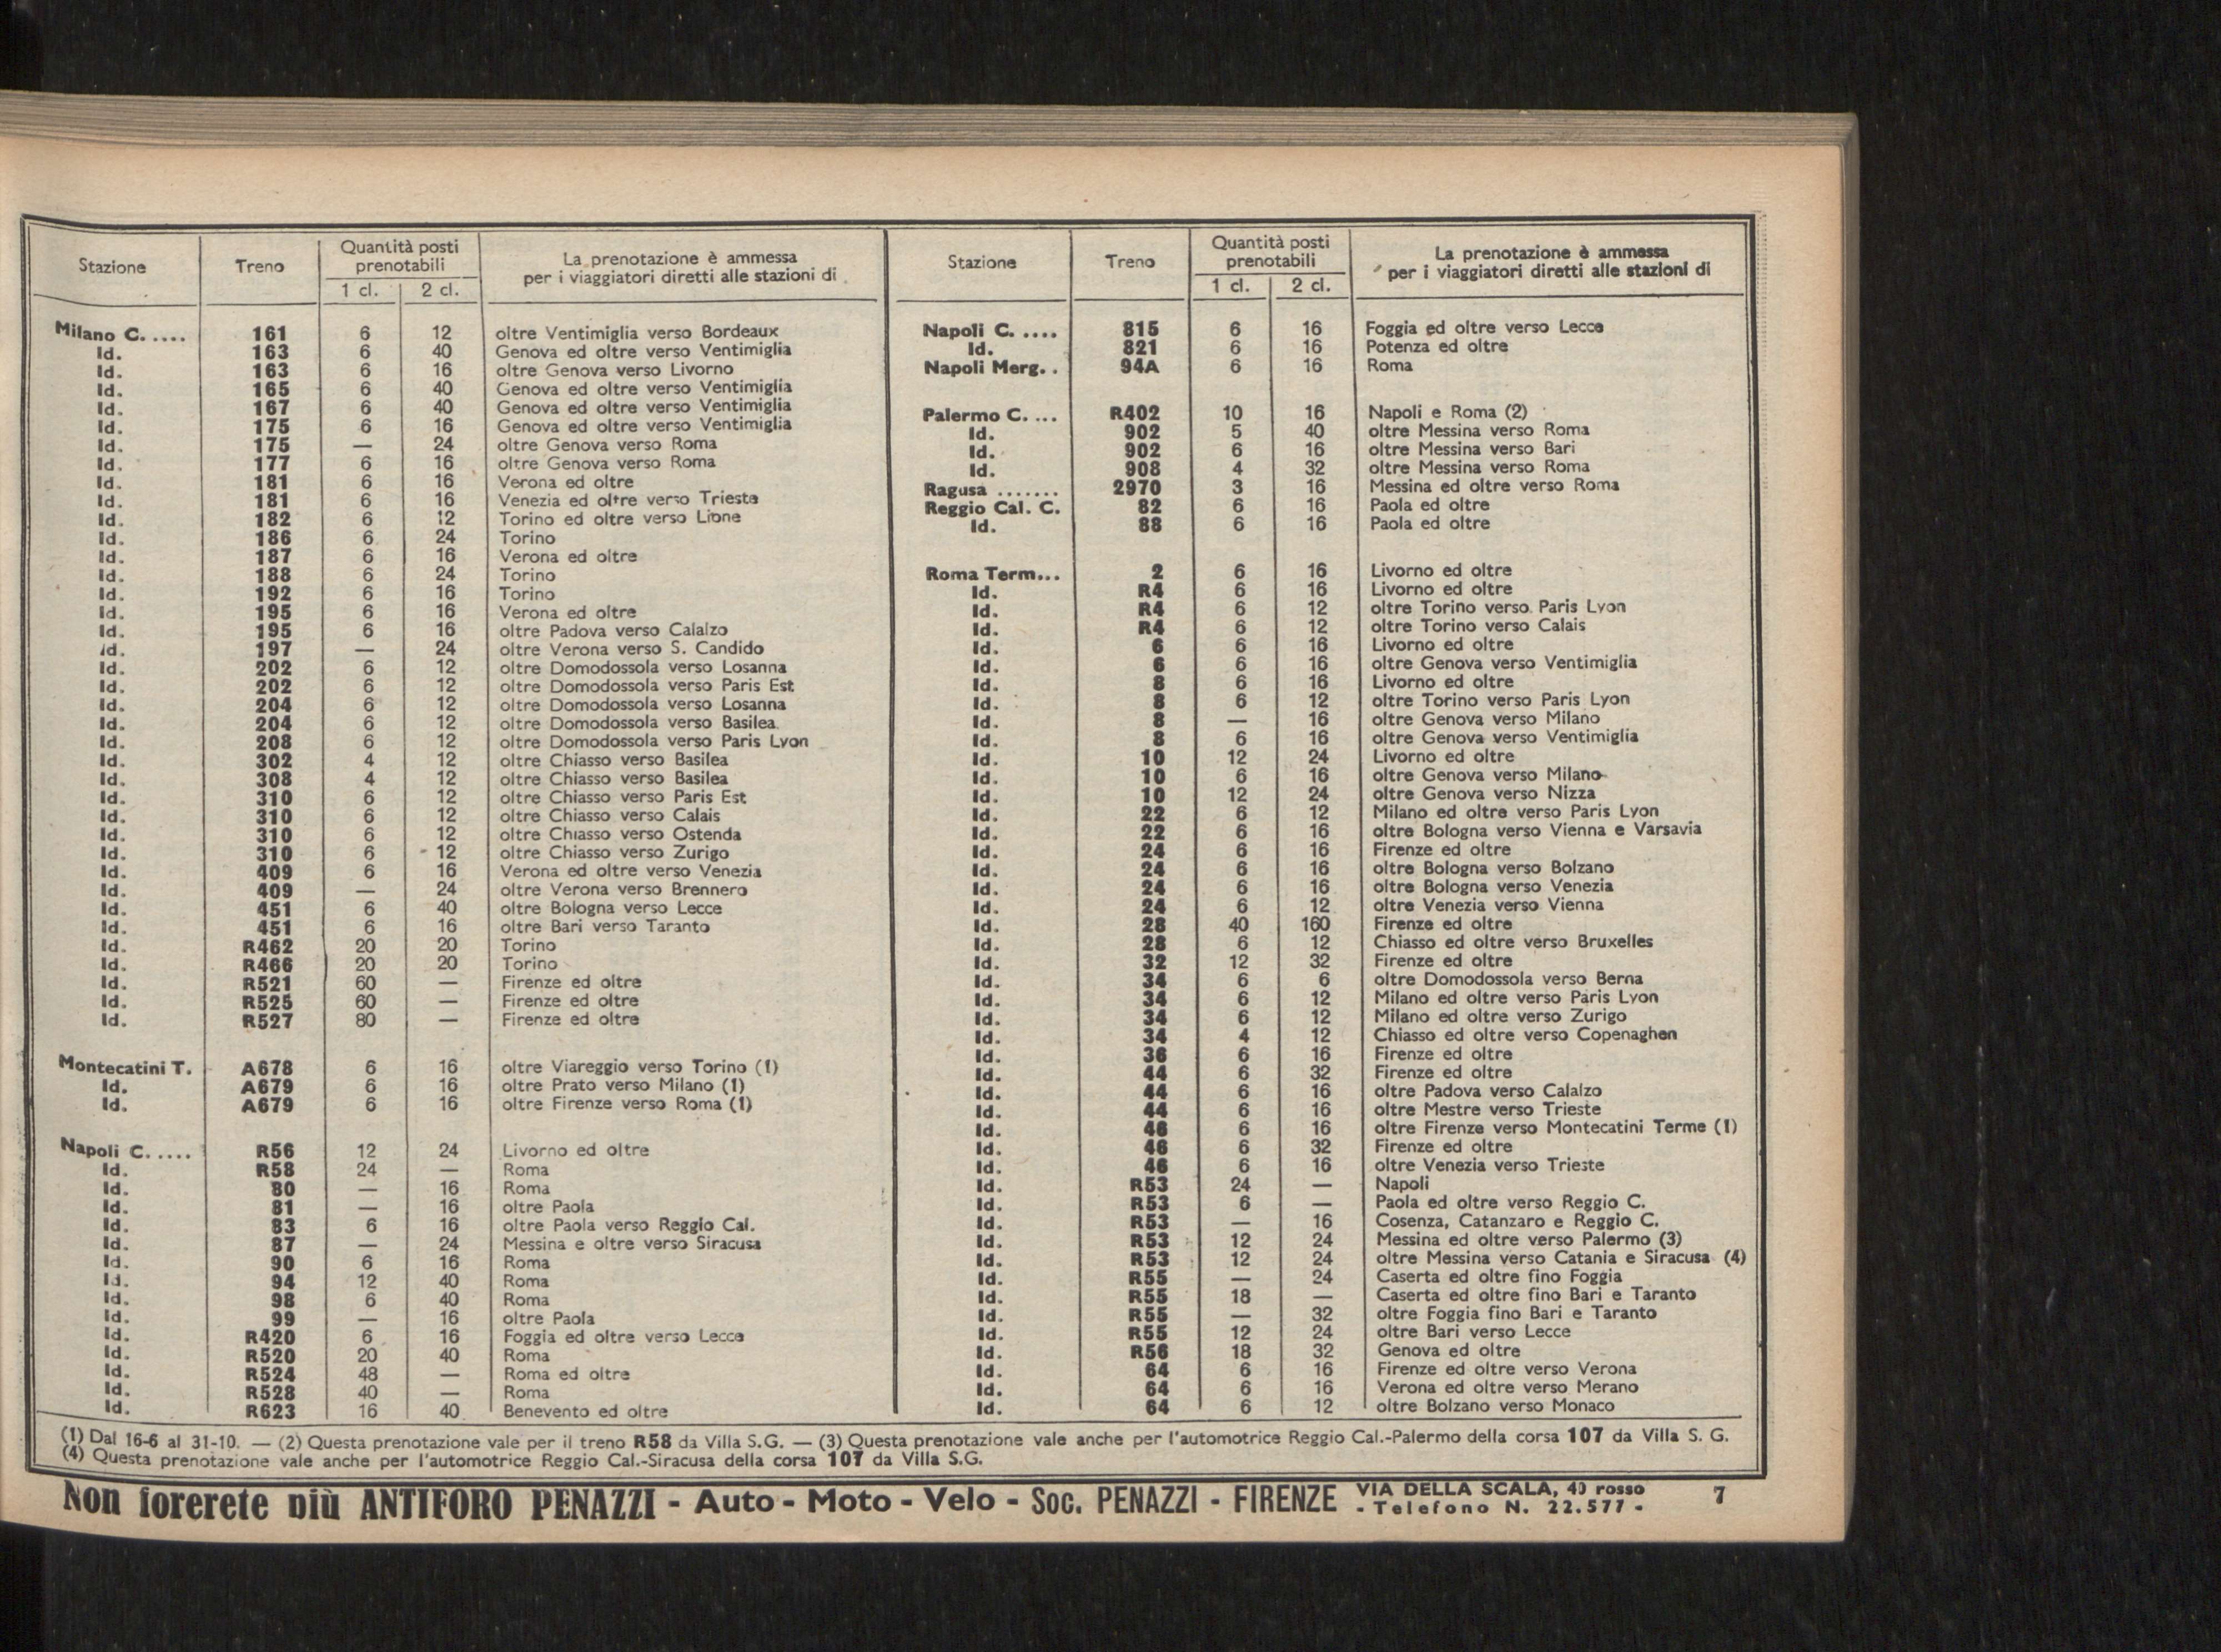 Stazione Treno Quantità posti prenotabili 1 cl. 2 cl. La prenotazione è ammessa per i viaggiatori diretti alle stazioni di
Milano C. .... 161 6 12 oltre Ventimiglia verso Bordeaux
Id. 163 6 40 Genova ed oltre verso Ventimiglia
Id. 163 6 16 oltre Genova verso Livorno
Id. 165 6 40 Genova ed oltre verso Ventimiglia
Id. 167 6 40 Genova ed oltre verso Ventimiglia
Id. 175 6 16 Genova ed oltre verso Ventimiglia
Id. 175 — 24 oltre Genova verso Roma
Id. 177 6 16 oltre Genova verso Roma
Id. 181 6 16 Verona ed oltre
Id. 181 6 16 Venezia ed oltre verso Trieste
Id. 182 6 12 Torino ed oltre verso Lione
Id. 186 6 24 Torino
Id. 187 6 16 Verona ed oltre
Id. 188 6 24 Torino
Id. 192 6 16 Torino
Id. 195 6 16 Verona ed oltre
Id. 195 6 16 oltre Padova verso Calalzo
Id. 197 — 24 oltre Verona verso S. Candido
Id. 202 6 12 oltre Domodossola verso Losanna
Id. 202 6 12 oltre Domodossola verso Paris Est
Id. 204 6 12 oltre Domodossola verso Losanna
Id. 204 6 12 oltre Domodossola verso Basilea
Id. 208 6 12 oltre Domodossola verso Paris Lyon
Id. 302 4 12 oltre Chiasso verso Basilea
Id. 308 4 12 oltre Chiasso verso Basilea
Id. 310 6 12 oltre Chiasso verso Paris Est
Id. 310 6 12 oltre Chiasso verso Calais
Id. 310 6 12 oltre Chiasso verso Ostenda
Id. 310 6 12 oltre Chiasso verso Zurigo
Id. 409 6 16 Verona ed oltre verso Venezia
Id. 409 — 24 oltre Verona verso Brennero
Id. 451 6 40 oltre Bologna verso Lecce
Id. 451 6 16 oltre Bari verso Taranto
Id. R462 20 20 Torino
Id. R466 20 20 Torino
Id. R521 60 — Firenze ed oltre
Id. R525 60 — Firenze ed oltre
Id. R527 80 — Firenze ed oltre
Montecatini T. A678 6 16 oltre Viareggio verso Torino (1)
Id. A679 6 16 oltre Prato verso Milano (1)
Id. A679 6 16 oltre Firenze verso Roma (1)
Napoli C. .... R56 12 24 Livorno ed oltre
Id. R58 24 — Roma
Id. 80 — 16 Roma
Id. 81 — 16 oltre Paola
Id. 83 6 16 oltre Paola verso Reggio Cal.
Id. 87 — 24 Messina e oltre verso Siracusa
Id. 90 6 16 Roma
Id. 94 12 40 Roma
Id. 98 6 40 Roma
Id. 99 — 16 oltre Paola
Id. R420 6 16 Foggia ed oltre verso Lecce
Id. R520 20 40 Roma
Id. R524 48 — Roma ed oltre
Id. R528 40 — Roma
Id. R623 16 40 Benevento ed oltre
Stazione Treno Quantità posti prenotabili 1 cl. 2 cl. La prenotazione è ammessa per i viaggiatori diretti alle stazioni di
Napoli C. .... 815 6 16 Foggia ed oltre verso Lecce
Id. 821 6 16 Potenza ed oltre
Napoli Merg. . 94A 6 16 Roma
Palermo C. ... R402 10 16 Napoli e Roma (2)
Id. 902 5 40 oltre Messina verso Roma
Id. 902 6 16 oltre Messina verso Bari
Id. 908 4 32 oltre Messina verso Roma
Ragusa ....... 2970 3 16 Messina ed oltre verso Roma
Reggio Cal. C. 82 6 16 Paola ed oltre
Id. 88 6 16 Paola ed oltre
Roma Term... 2 6 16 Livorno ed oltre
Id. R4 6 16 Livorno ed oltre
Id. R4 6 12 oltre Torino verso Paris Lyon
Id. R4 6 12 oltre Torino verso Calais
Id. 6 6 16 Livorno ed oltre
Id. 6 6 16 oltre Genova verso Ventimiglia
Id. 8 6 16 Livorno ed oltre
Id. 8 6 12 oltre Torino verso Paris Lyon
Id. 8 — 16 oltre Genova verso Milano
Id. 8 6 16 oltre Genova verso Ventimiglia
Id. 10 12 24 Livorno ed oltre
Id. 10 6 16 oltre Genova verso Milano
Id. 10 12 24 oltre Genova verso Nizza
Id. 22 6 12 Milano ed oltre verso Paris Lyon
Id. 22 6 16 oltre Bologna verso Vienna e Varsavia
Id. 24 6 16 Firenze ed oltre
Id. 24 6 16 oltre Bologna verso Bolzano
Id. 24 6 16 oltre Bologna verso Venezia
Id. 24 6 12 oltre Venezia verso Vienna
Id. 28 40 160 Firenze ed oltre
Id. 28 6 12 Chiasso ed oltre verso Bruxelles
Id. 32 12 32 Firenze ed oltre
Id. 34 6 6 oltre Domodossola verso Berna
Id. 34 6 12 Milano ed oltre verso Paris Lyon
Id. 34 6 12 Milano ed oltre verso Zurigo
Id. 34 4 12 Chiasso ed oltre verso Copenaghen
Id. 36 6 16 Firenze ed oltre
Id. 44 6 32 Firenze ed oltre
Id. 44 6 16 oltre Padova verso Calalzo
Id. 44 6 16 oltre Mestre verso Trieste
Id. 46 6 16 oltre Firenze verso Montecatini Terme (1)
Id. 46 6 32 Firenze ed oltre
Id. 46 6 16 oltre Venezia verso Trieste
Id. R53 24 — Napoli
Id. R53 6 — Paola ed oltre verso Reggio C.
Id. R53 — 16 Cosenza, Catanzaro e Reggio C.
Id. R53 12 24 Messina ed oltre verso Palermo (3)
Id. R53 12 24 oltre Messina verso Catania e Siracusa (4)
Id. R55 — 24 Caserta ed oltre fino Foggia
Id. R55 18 — Caserta ed oltre fino Bari e Taranto
Id. R55 — 32 oltre Foggia fino Bari e Taranto
Id. R55 12 24 oltre Bari verso Lecce
Id. R56 18 32 Genova ed oltre
Id. 64 6 16 Firenze ed oltre verso Verona
Id. 64 6 16 Verona ed oltre verso Merano
Id. 64 6 12 oltre Bolzano verso Monaco
(1) Dal 16-6 al 31-10. — (2) Questa prenotazione vale per il treno R58 da Villa S.G. — (3) Questa prenotazione vale anche per l'automotrice Reggio Cal.-Palermo della corsa 107 da Villa S. G.
(4) Questa prenotazione vale anche per l'automotrice Reggio Cal.-Siracusa della corsa 107 da Villa S.G.
Non forerete più ANTIFORO PENAZZI - Auto - Moto - Velo - Soc. PENAZZI - FIRENZE VIA DELLA SCALA, 40 rosso - Telefono N. 22.577 - 7